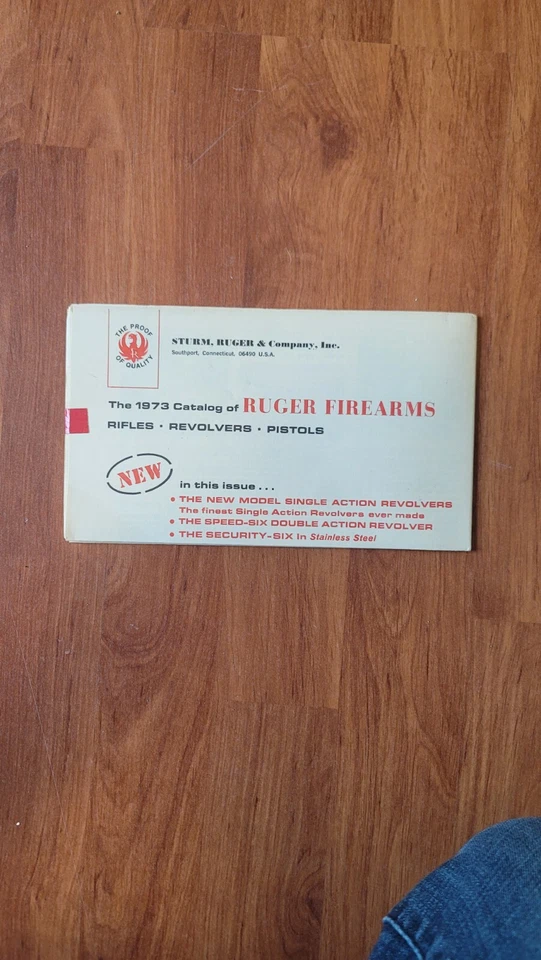 THE PROOF
OF QUALITY
STURM, RUGER & Company, Inc.
Southport, Connecticut, 06490 U.S.A.
The 1973 Catalog of RUGER FIREARMS
RIFLES · REVOLVERS · PISTOLS
NEW
in this issue . . .
• THE NEW MODEL SINGLE ACTION REVOLVERS
The finest Single Action Revolvers ever made
• THE SPEED-SIX DOUBLE ACTION REVOLVER
• THE SECURITY-SIX in Stainless Steel